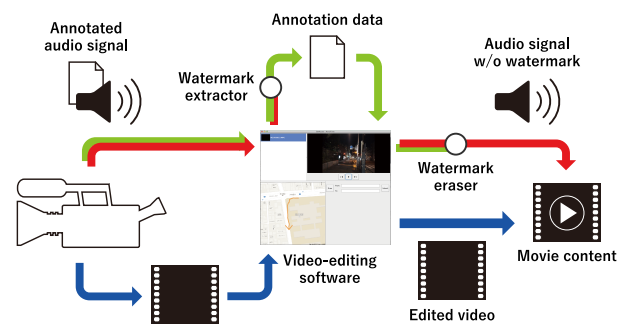 Annotated
audio signal
Annotation data
Audio signal
w/o watermark
Watermark
extractor
Watermark
eraser
Video-editing
software
Edited video
Movie content